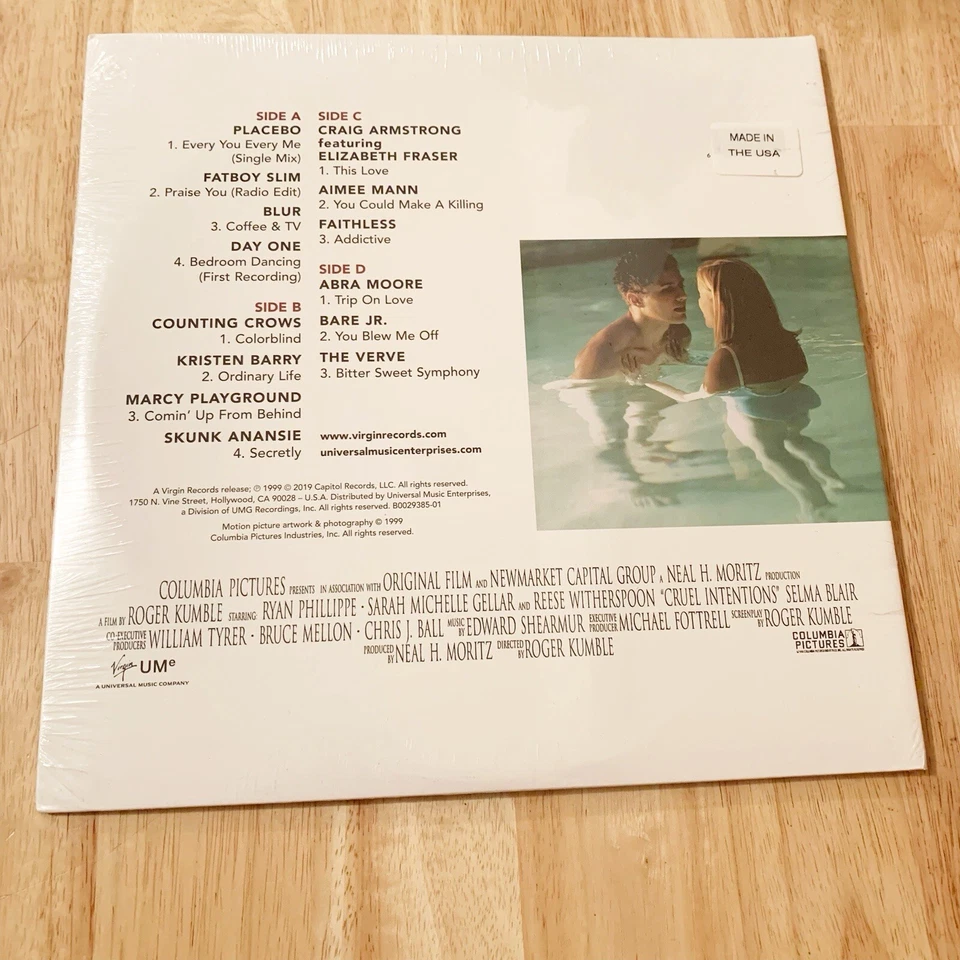 SIDE A
PLACEBO
1. Every You Every Me
(Single Mix)
FATBOY SLIM
2. Praise You (Radio Edit)
BLUR
3. Coffee & TV
DAY ONE
4. Bedroom Dancing
(First Recording)
SIDE B
COUNTING CROWS
1. Colorblind
KRISTEN BARRY
2. Ordinary Life
MARCY PLAYGROUND
3. Comin' Up From Behind
SKUNK ANANSIE
4. Secretly
SIDE C
CRAIG ARMSTRONG
featuring
ELIZABETH FRASER
1. This Love
AIMEE MANN
2. You Could Make A Killing
FAITHLESS
3. Addictive
SIDE D
ABRA MOORE
1. Trip On Love
BARE JR.
2. You Blew Me Off
THE VERVE
3. Bitter Sweet Symphony
www.virginrecords.com
universalmusicenterprises.com
MADE IN
THE USA
A Virgin Records release; ℗ 1999 © 2019 Capitol Records, LLC. All rights reserved.
1750 N. Vine Street, Hollywood, CA 90028 – U.S.A. Distributed by Universal Music Enterprises,
a Division of UMG Recordings, Inc. All rights reserved. B0029385-01
Motion picture artwork & photography © 1999
Columbia Pictures Industries, Inc. All rights reserved.
COLUMBIA PICTURES PRESENTS IN ASSOCIATION WITH ORIGINAL FILM AND NEWMARKET CAPITAL GROUP A NEAL H. MORITZ PRODUCTION
A FILM BY ROGER KUMBLE STARRING: RYAN PHILLIPPE · SARAH MICHELLE GELLAR AND REESE WITHERSPOON "CRUEL INTENTIONS" SELMA BLAIR
CO-EXECUTIVE PRODUCERS WILLIAM TYRER · BRUCE MELLON · CHRIS J. BALL MUSIC BY EDWARD SHEARMUR EXECUTIVE PRODUCER MICHAEL FOTTRELL SCREENPLAY BY ROGER KUMBLE
PRODUCED BY NEAL H. MORITZ DIRECTED BY ROGER KUMBLE
Virgin UMe
A UNIVERSAL MUSIC COMPANY
COLUMBIA
PICTURES